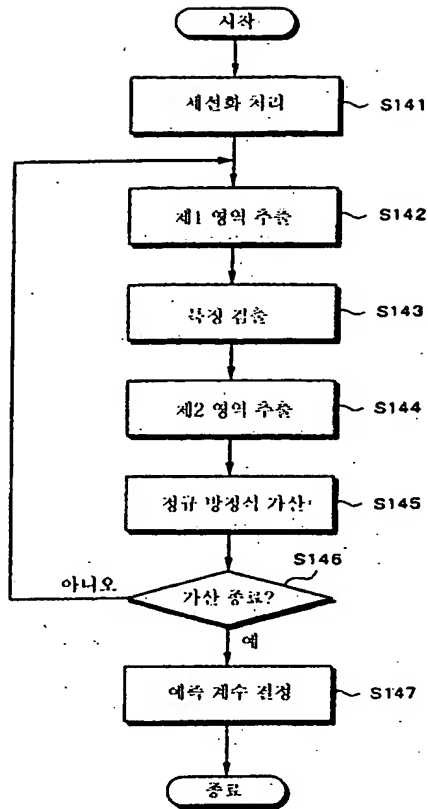 시작
세선화 처리
S141
제1 영역 추출
S142
특징 검출
S143
제2 영역 추출
S144
정규 방정식 가산
S145
S146
아니오
가산 종료?
예
예측 계수 결정
S147
종료